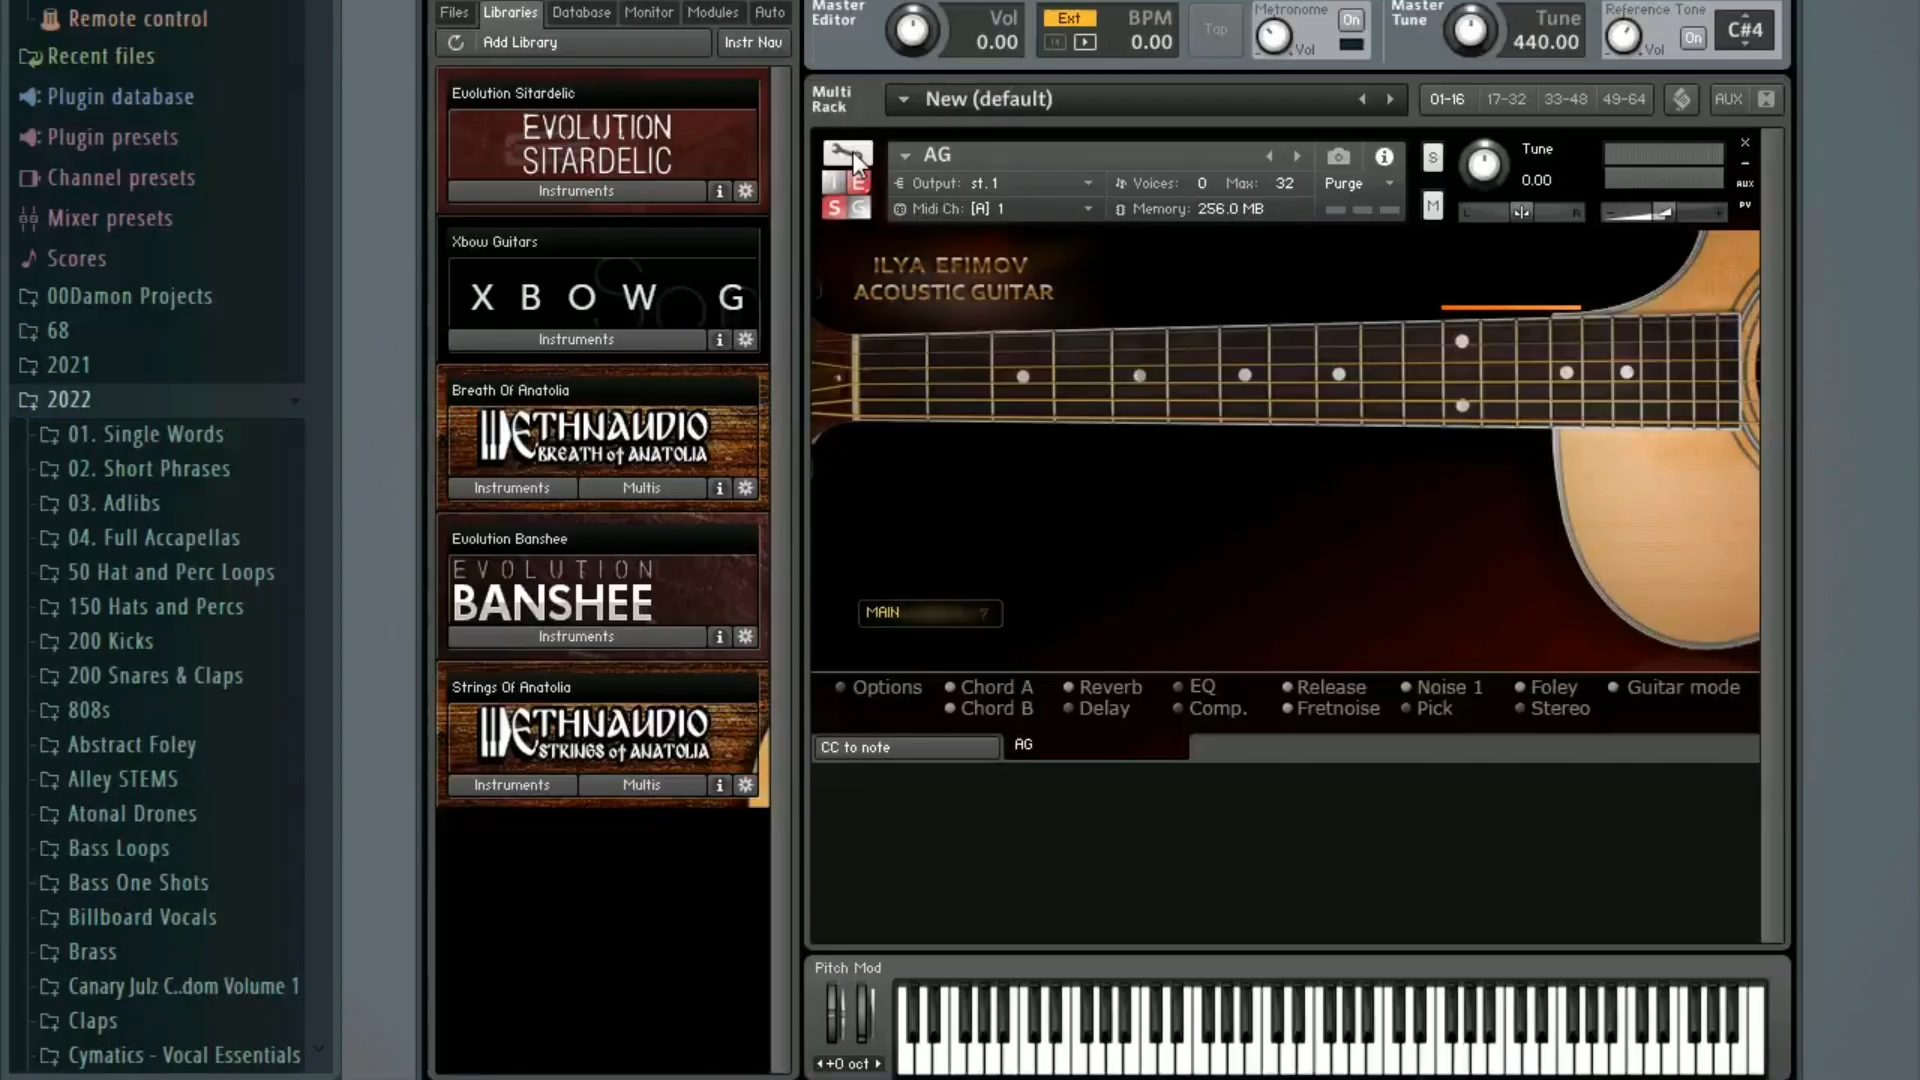 Remote control
Recent files
Plugin database
Plugin presets
Channel presets
Mixer presets
Scores
00Damon Projects
68
2021
2022
01. Single Words
02. Short Phrases
03. Adlibs
04. Full Accapellas
50 Hat and Perc Loops
150 Hats and Percs
200 Kicks
200 Snares & Claps
808s
Abstract Foley
Alley STEMS
Atonal Drones
Bass Loops
Bass One Shots
Billboard Vocals
Brass
Canary Julz C..dom Volume 1
Claps
Cymatics - Vocal Essentials
Files Libraries Database Monitor Modules Auto
Add Library Instr Nav
Evolution Sitardelic
EVOLUTION
SITARDELIC
Instruments i
Xbow Guitars
X B O W G
Instruments i
Breath Of Anatolia
ETHNAUDIO
BREATH of ANATOLIA
Instruments Multis i
Evolution Banshee
EVOLUTION
BANSHEE
Instruments i
Strings Of Anatolia
ETHNAUDIO
STRINGS of ANATOLIA
Instruments Multis i
Master
Editor
Vol
0.00
Ext
BPM
0.00
Tap
Metronome
On
Vol
Master
Tune
Tune
440.00
Reference Tone
On
Vol
C#4
Multi
Rack
New (default)
01-16 17-32 33-48 49-64 AUX
AG
Output: st.1 Voices: 0 Max: 32 Purge
Midi Ch: [A] 1 Memory: 256.0 MB
I E
S G
S
M
Tune
0.00
L R
- +
X
-
AUX
PV
ILYA EFIMOV
ACOUSTIC GUITAR
MAIN
Options Chord A Reverb EQ Release Noise 1 Foley Guitar mode
Chord B Delay Comp. Fretnoise Pick Stereo
CC to note AG
Pitch Mod
+0 oct